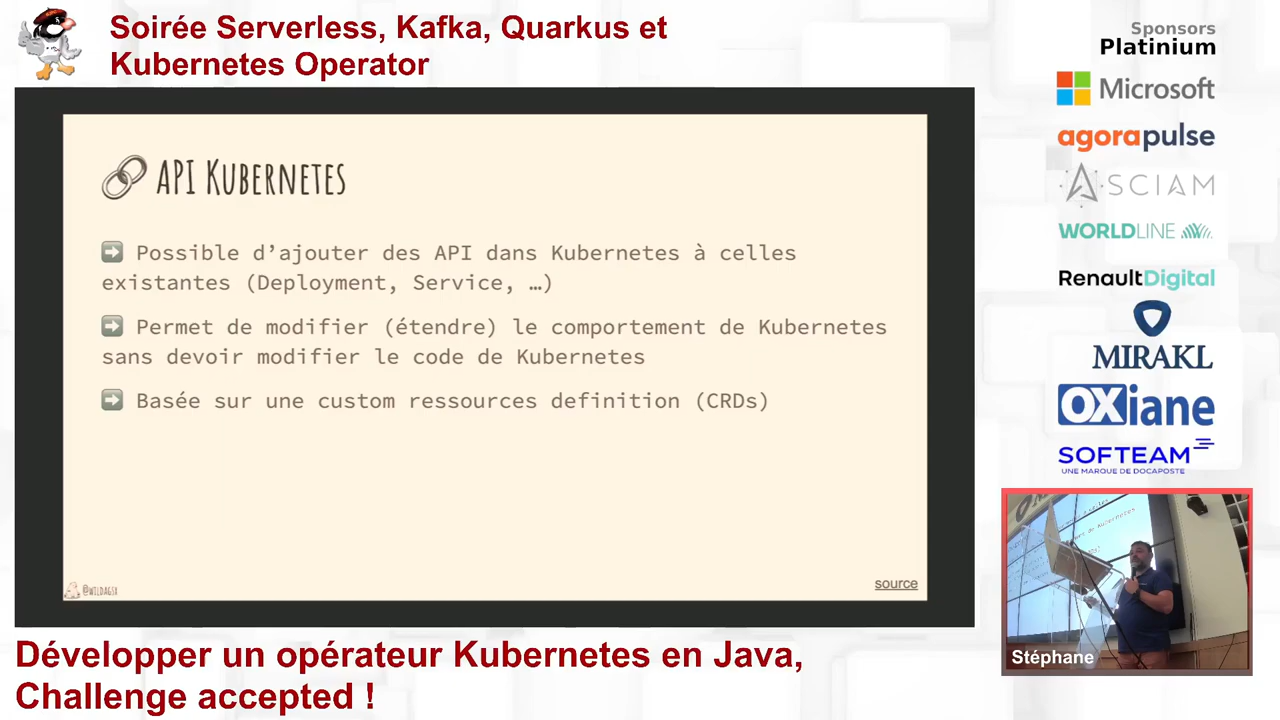 Soirée Serverless, Kafka, Quarkus et
Kubernetes Operator
Sponsors
Platinium
Microsoft
agorapulse
ASCIAM
WORLDLINE
RenaultDigital
MIRAKL
OXiane
SOFTEAM
UNE MARQUE DE DOCAPOSTE
API Kubernetes
Possible d’ajouter des API dans Kubernetes à celles
existantes (Deployment, Service, …)
Permet de modifier (étendre) le comportement de Kubernetes
sans devoir modifier le code de Kubernetes
Basée sur une custom ressources definition (CRDs)
@wildagsx
source
Stéphane
Développer un opérateur Kubernetes en Java,
Challenge accepted !